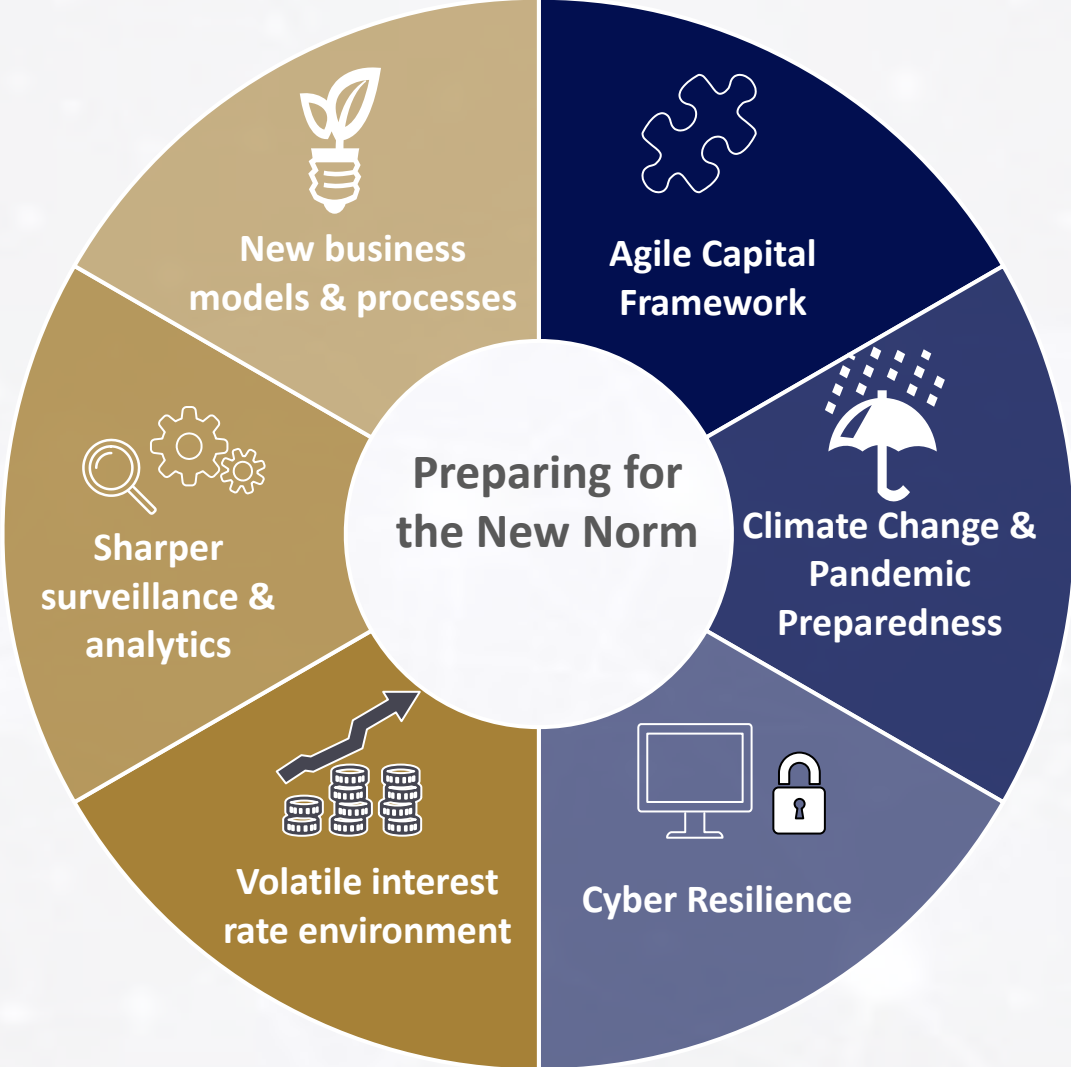 New business
models & processes
Agile Capital
Framework
Preparing for
the New Norm
Climate Change &
Pandemic
Preparedness
Sharper
surveillance &
analytics
Volatile interest
rate environment
Cyber Resilience